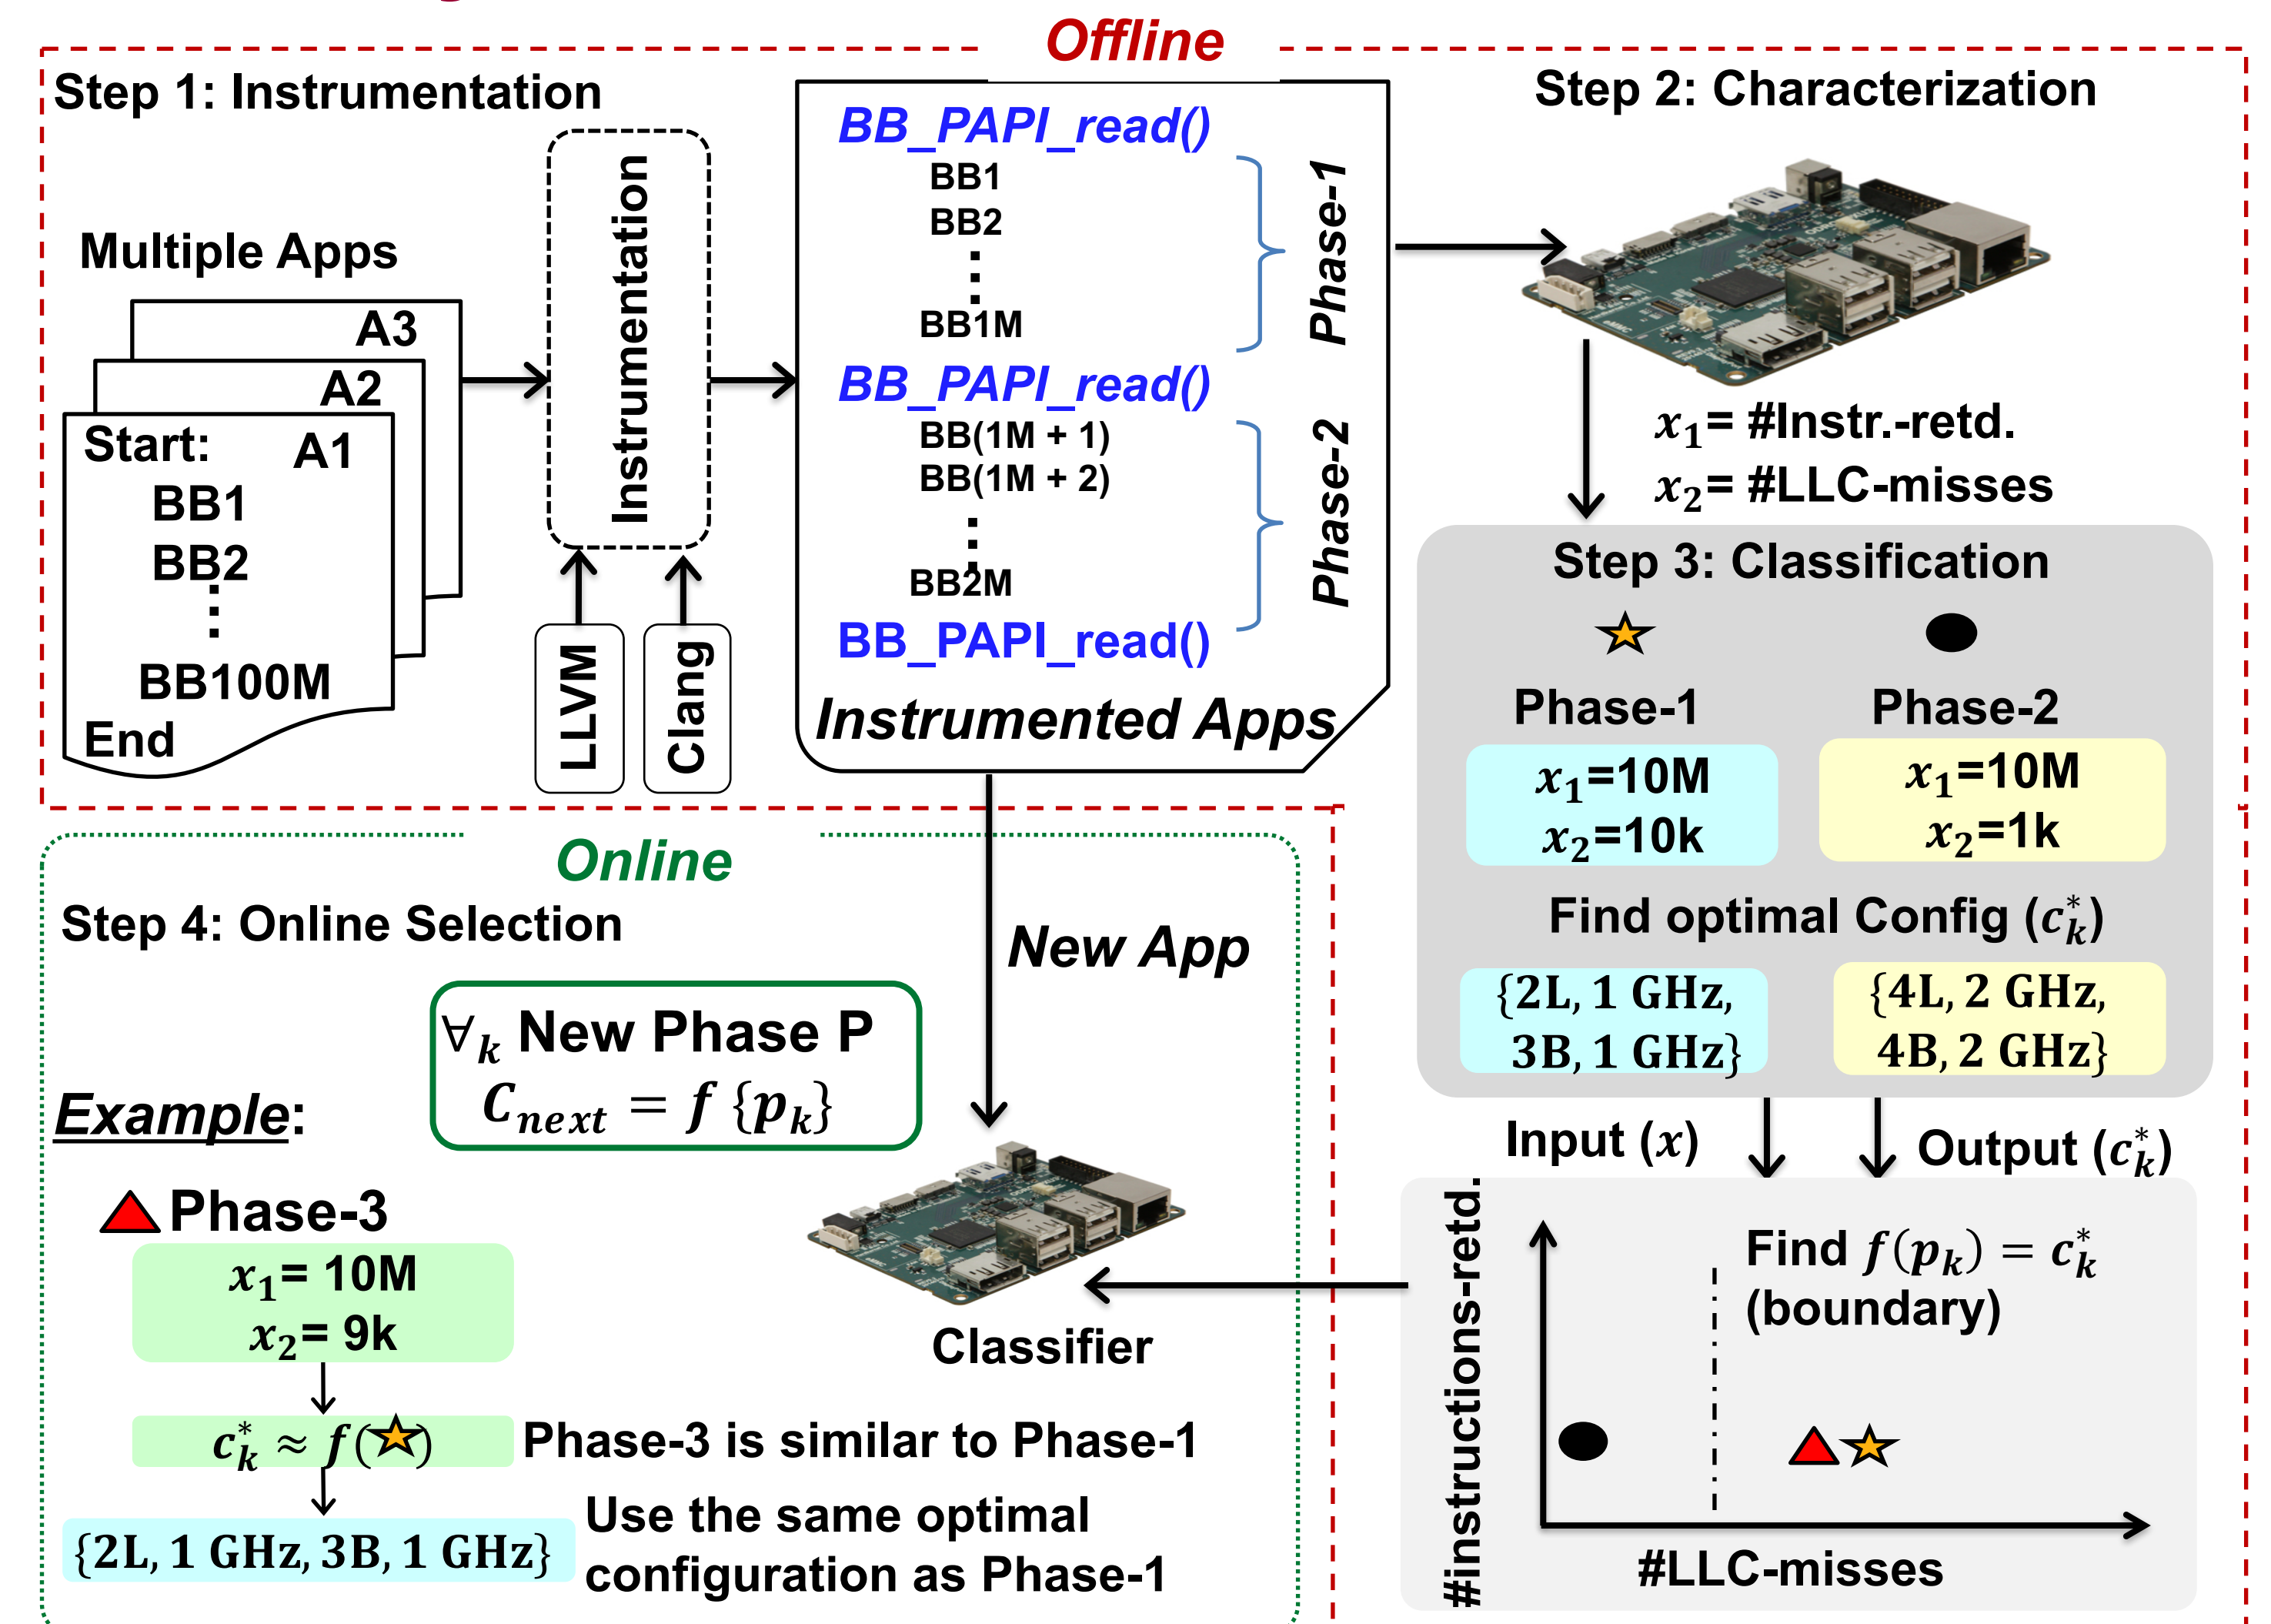 Offline
Step 1: Instrumentation
Multiple Apps
A3
A2
A1
Start:
BB1
BB2
⋮
BB100M
End
Instrumentation
LLVM
Clang
BB_PAPI_read()
BB1
BB2
⋮
BB1M
BB_PAPI_read()
BB(1M + 1)
BB(1M + 2)
⋮
BB2M
BB_PAPI_read()
Phase-1
Phase-2
Instrumented Apps
Step 2: Characterization
x₁= #Instr.-retd.
x₂= #LLC-misses
Step 3: Classification
Phase-1
Phase-2
x₁=10M
x₂=10k
x₁=10M
x₂=1k
Find optimal Config (c*ₖ)
{2L, 1 GHz,
3B, 1 GHz}
{4L, 2 GHz,
4B, 2 GHz}
Input (x)
Output (c*ₖ)
#instructions-retd.
Find f(pₖ) = c*ₖ
(boundary)
#LLC-misses
Online
Step 4: Online Selection
New App
∀ₖ New Phase P
Cₙₑₓₜ = f {pₖ}
Example:
Phase-3
x₁= 10M
x₂= 9k
c*ₖ ≈ f( )
Phase-3 is similar to Phase-1
{2L, 1 GHz, 3B, 1 GHz}
Use the same optimal
configuration as Phase-1
Classifier